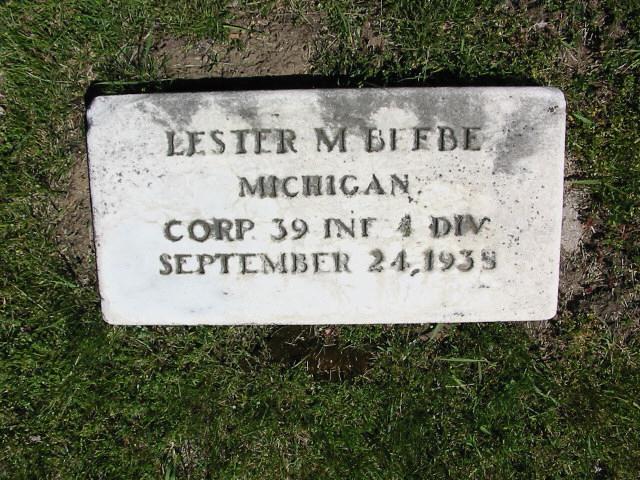 LESTER M BEEBE
MICHIGAN
CORP. 39 INF. 4 DIV.
SEPTEMBER 24, 1938